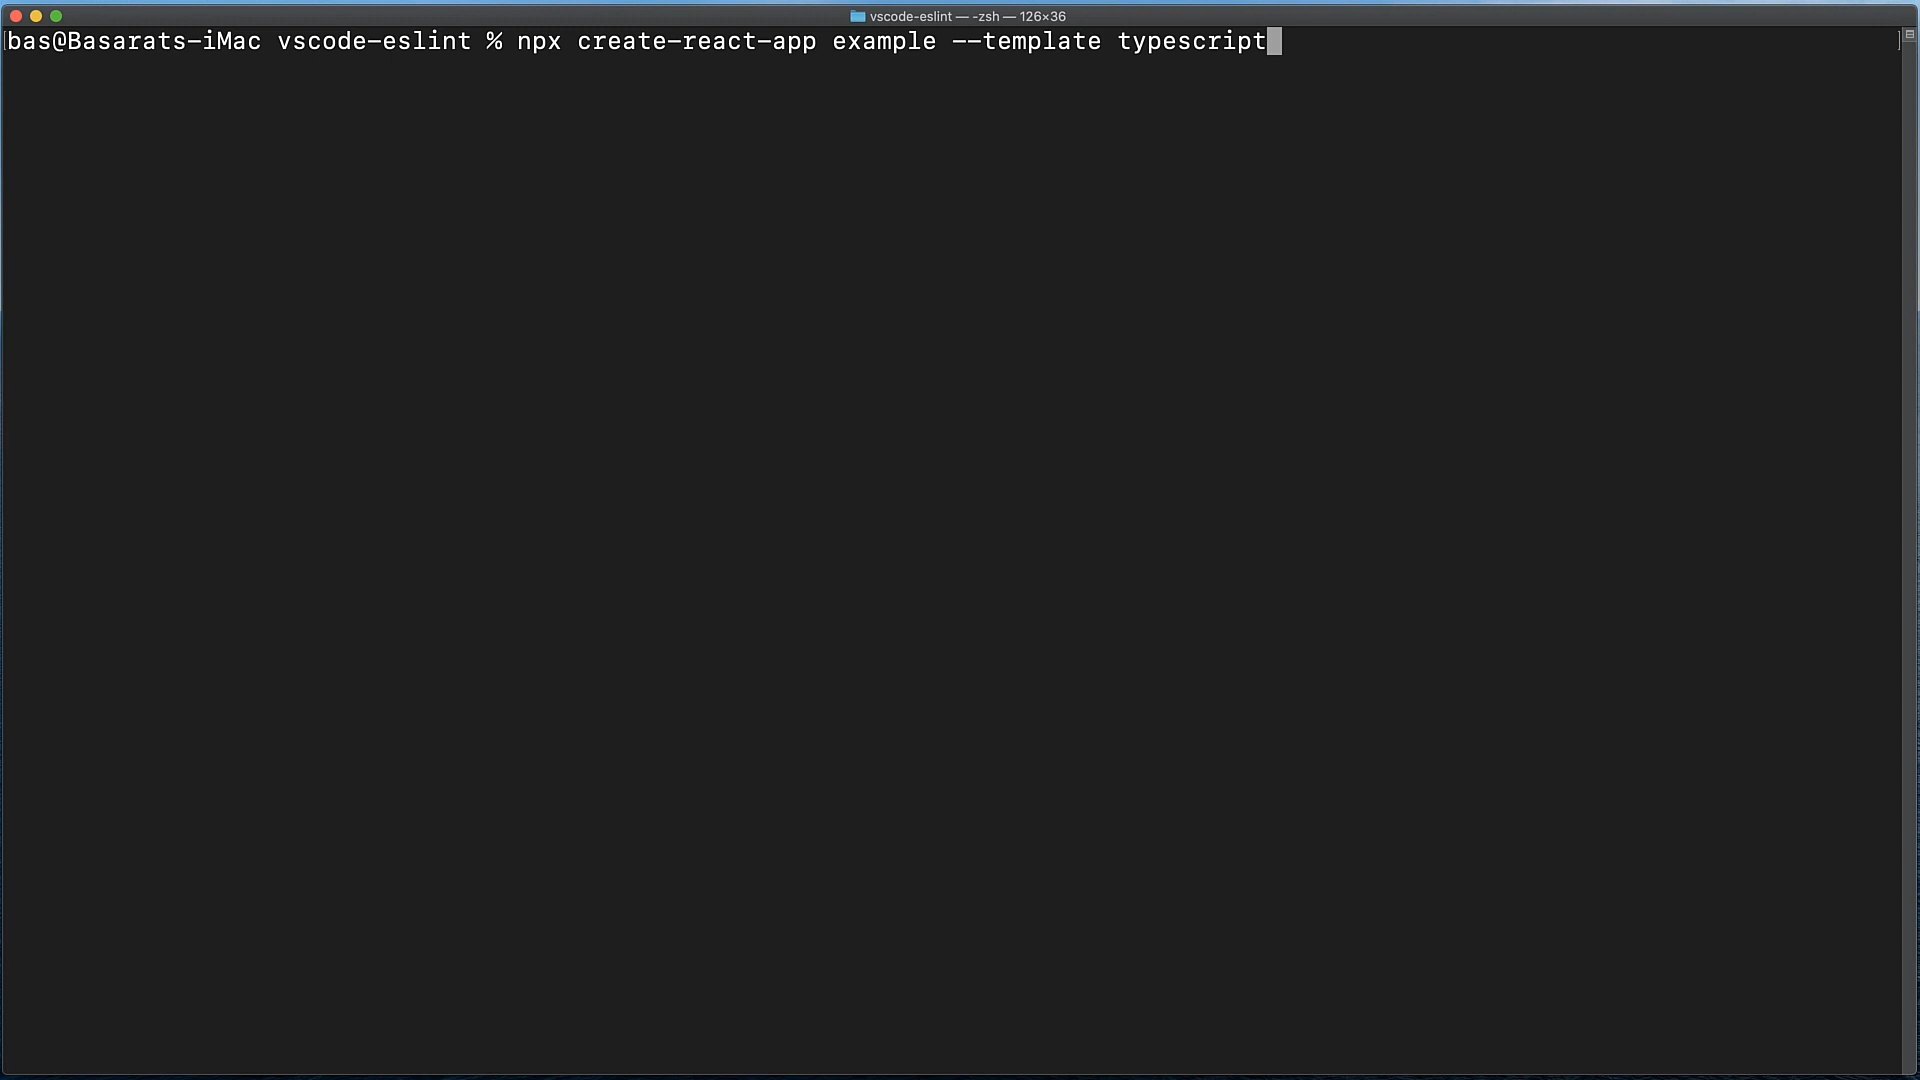 vscode-eslint — -zsh — 126×36
bas@Basarats-iMac vscode-eslint % npx create-react-app example --template typescript